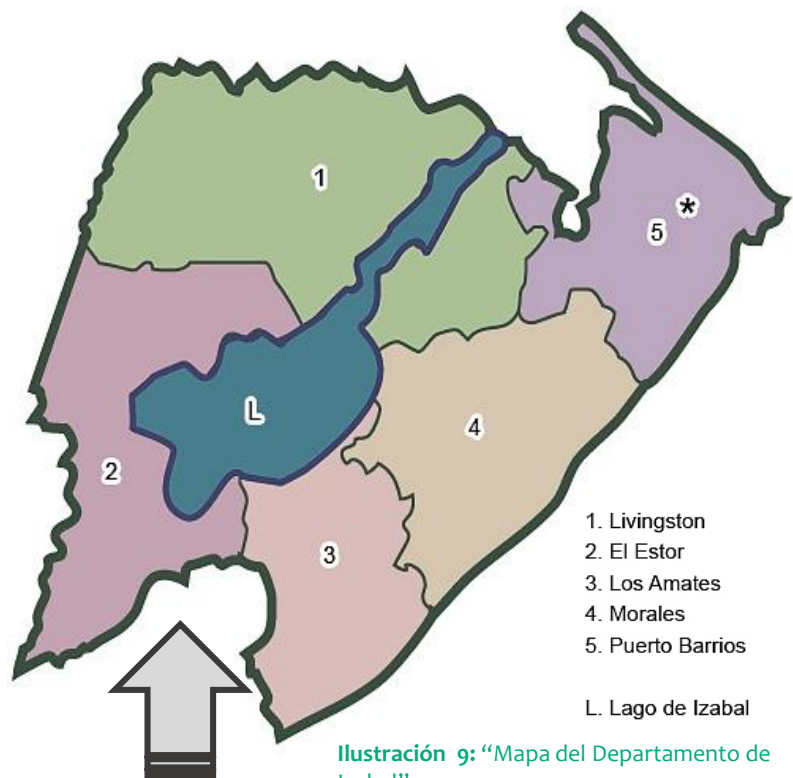 1
*
5
L
4
2
3
1. Livingston
2. El Estor
3. Los Amates
4. Morales
5. Puerto Barrios
L. Lago de Izabal
Ilustración 9: “Mapa del Departamento de